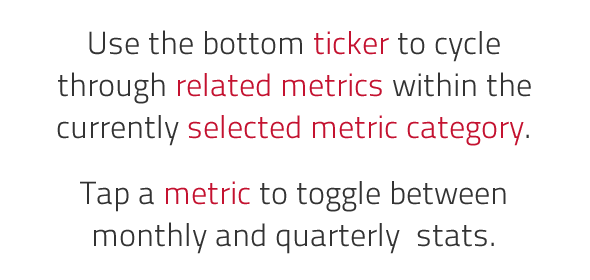 Use the bottom ticker to cycle
through related metrics within the
currently selected metric category.
Tap a metric to toggle between
monthly and quarterly  stats.